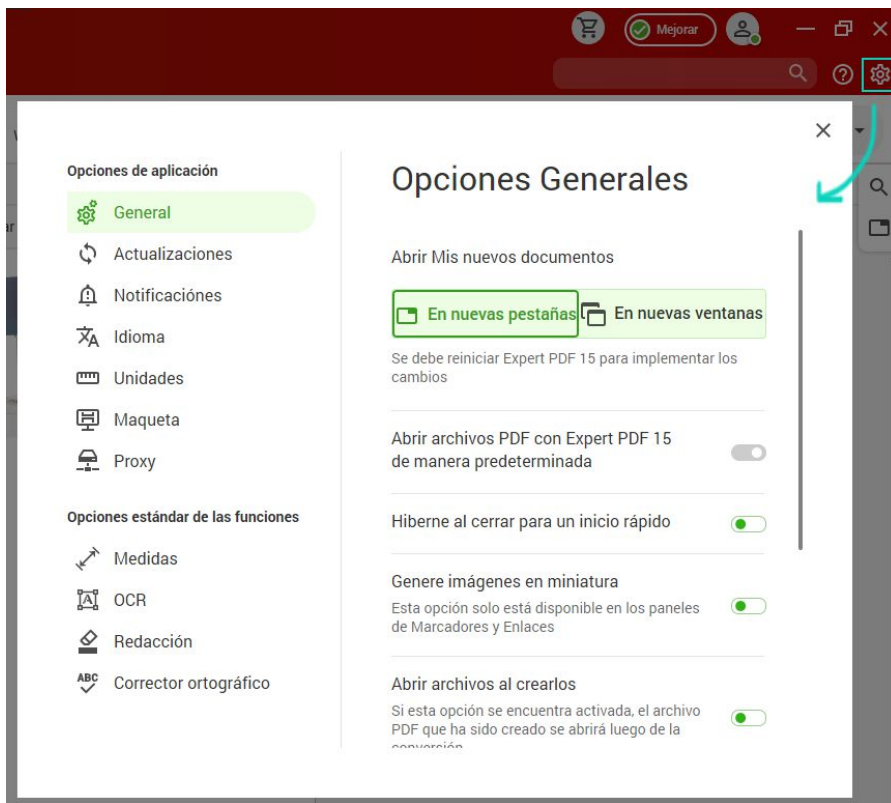 Mejorar
Opciones de aplicación
General
Actualizaciones
Notificaciónes
Idioma
Unidades
Maqueta
Proxy
Opciones estándar de las funciones
Medidas
OCR
Redacción
ABC
Corrector ortográfico
Opciones Generales
Abrir Mis nuevos documentos
En nuevas pestañas
En nuevas ventanas
Se debe reiniciar Expert PDF 15 para implementar los
cambios
Abrir archivos PDF con Expert PDF 15
de manera predeterminada
Hiberne al cerrar para un inicio rápido
Genere imágenes en miniatura
Esta opción solo está disponible en los paneles
de Marcadores y Enlaces
Abrir archivos al crearlos
Si esta opción se encuentra activada, el archivo
PDF que ha sido creado se abrirá luego de la
conversión